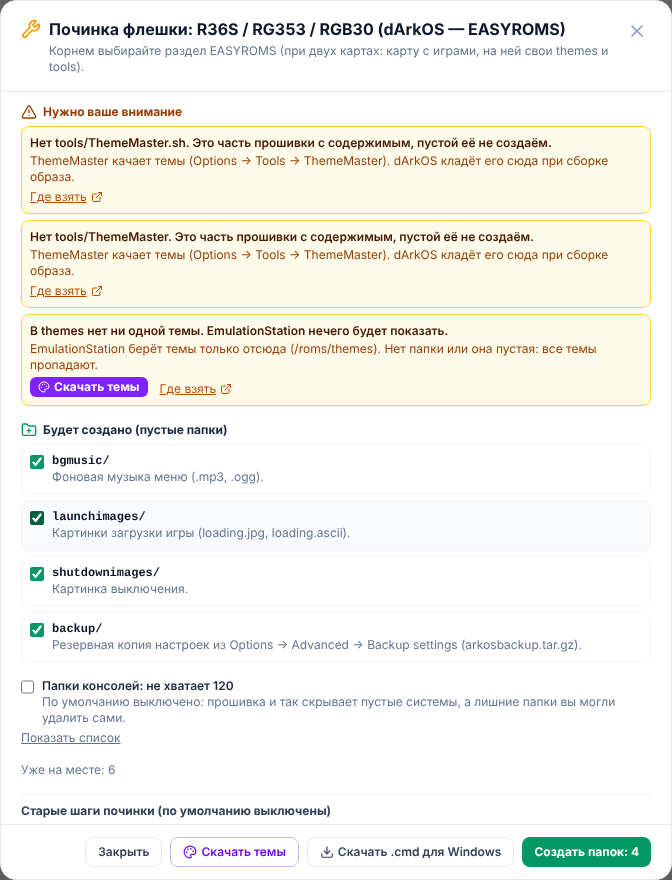 Починка флешки: R36S / RG353 / RGB30 (dArkOS — EASYROMS)
Корнем выбирайте раздел EASYROMS (при двух картах: карту с играми, на ней свои themes и
tools).
Нужно ваше внимание
Нет tools/ThemeMaster.sh. Это часть прошивки с содержимым, пустой её не создаём.
ThemeMaster качает темы (Options → Tools → ThemeMaster). dArkOS кладёт его сюда при сборке
образа.
Где взять
Нет tools/ThemeMaster. Это часть прошивки с содержимым, пустой её не создаём.
ThemeMaster качает темы (Options → Tools → ThemeMaster). dArkOS кладёт его сюда при сборке
образа.
Где взять
В themes нет ни одной темы. EmulationStation нечего будет показать.
EmulationStation берёт темы только отсюда (/roms/themes). Нет папки или она пустая: все темы
пропадают.
Скачать темы Где взять
Будет создано (пустые папки)
bgmusic/
Фоновая музыка меню (.mp3, .ogg).
launchimages/
Картинки загрузки игры (loading.jpg, loading.ascii).
shutdownimages/
Картинка выключения.
backup/
Резервная копия настроек из Options → Advanced → Backup settings (arkosbackup.tar.gz).
Папки консолей: не хватает 120
По умолчанию выключено: прошивка и так скрывает пустые системы, а лишние папки вы могли
удалить сами.
Показать список
Уже на месте: 6
Старые шаги починки (по умолчанию выключены)
Закрыть Скачать темы Скачать .cmd для Windows Создать папок: 4